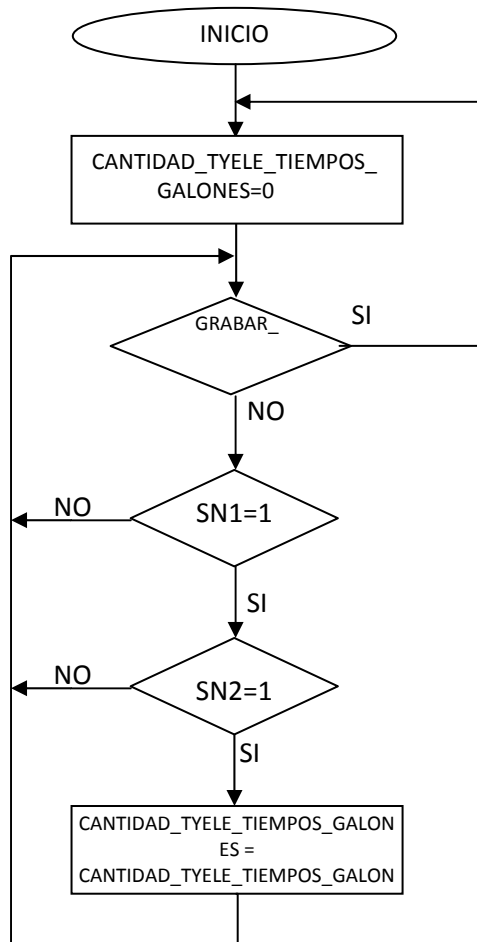 INICIO
CANTIDAD_TYELE_TIEMPOS_
GALONES=0
GRABAR_
SI
NO
SN1=1
NO
SI
SN2=1
NO
SI
CANTIDAD_TYELE_TIEMPOS_GALON
ES =
CANTIDAD_TYELE_TIEMPOS_GALON